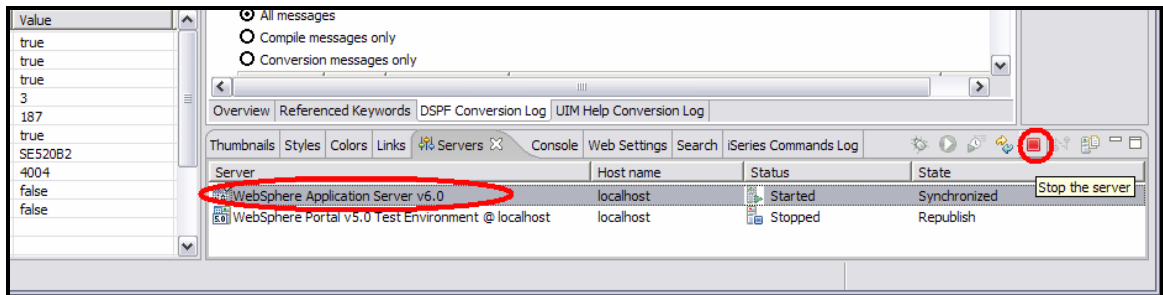 Value
true
true
true
3
187
true
SE520B2
4004
false
false
All messages
Compile messages only
Conversion messages only
Overview Referenced Keywords DSPF Conversion Log UIM Help Conversion Log
Thumbnails Styles Colors Links Servers Console Web Settings Search iSeries Commands Log
Server Host name Status State
WebSphere Application Server v6.0 localhost Started Synchronized
Stop the server
WebSphere Portal v5.0 Test Environment @ localhost localhost Stopped Republish